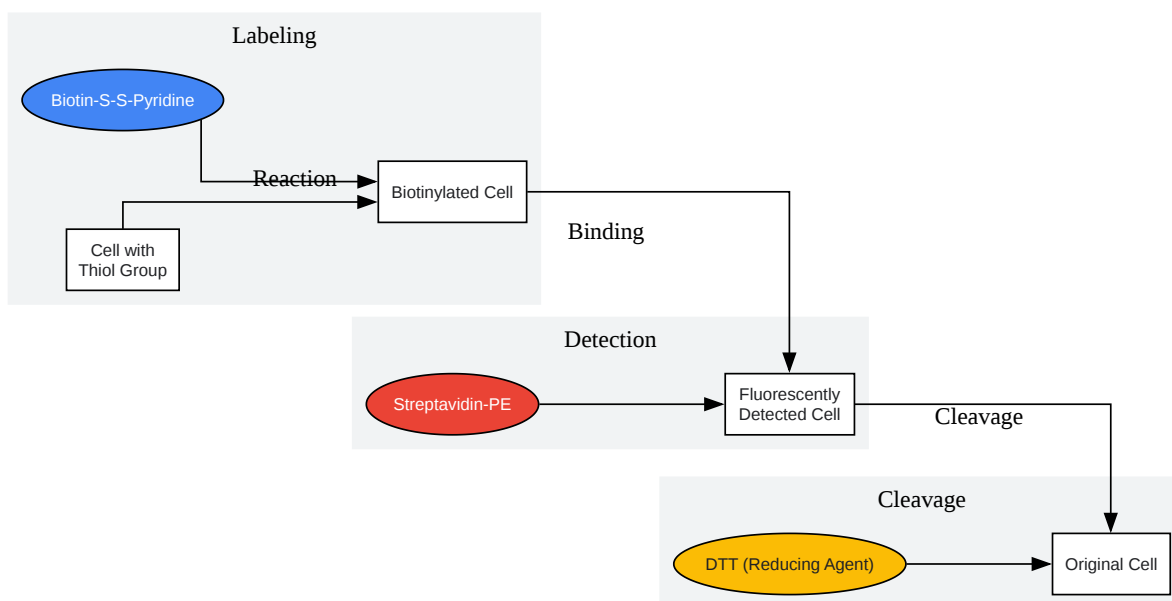 Labeling
Biotin-S-S-Pyridine
Reaction
Biotinylated Cell
Cell with
Thiol Group
Binding
Detection
Streptavidin-PE
Fluorescently
Detected Cell
Cleavage
Cleavage
DTT (Reducing Agent)
Original Cell